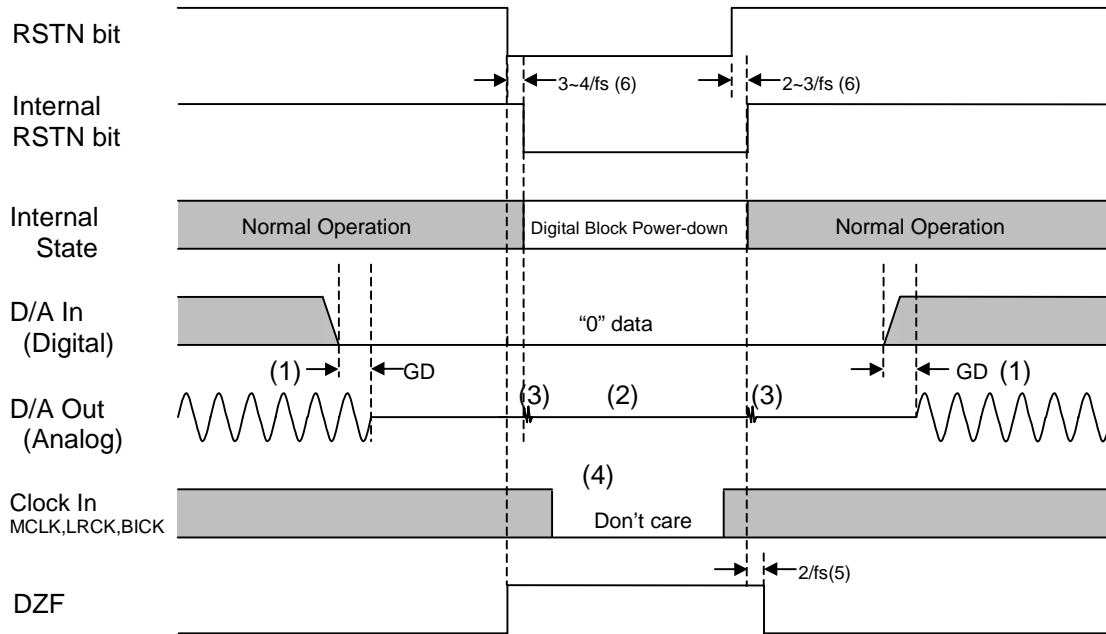 RSTN bit
3~4/fs (6)
2~3/fs (6)
Internal
RSTN bit
Internal
State
Normal Operation
Digital Block Power-down
Normal Operation
D/A In
(Digital)
“0” data
(1)
GD
GD
(1)
D/A Out
(Analog)
(3)
(2)
(3)
(4)
Clock In
MCLK,LRCK,BICK
Don’t care
2/fs(5)
DZF